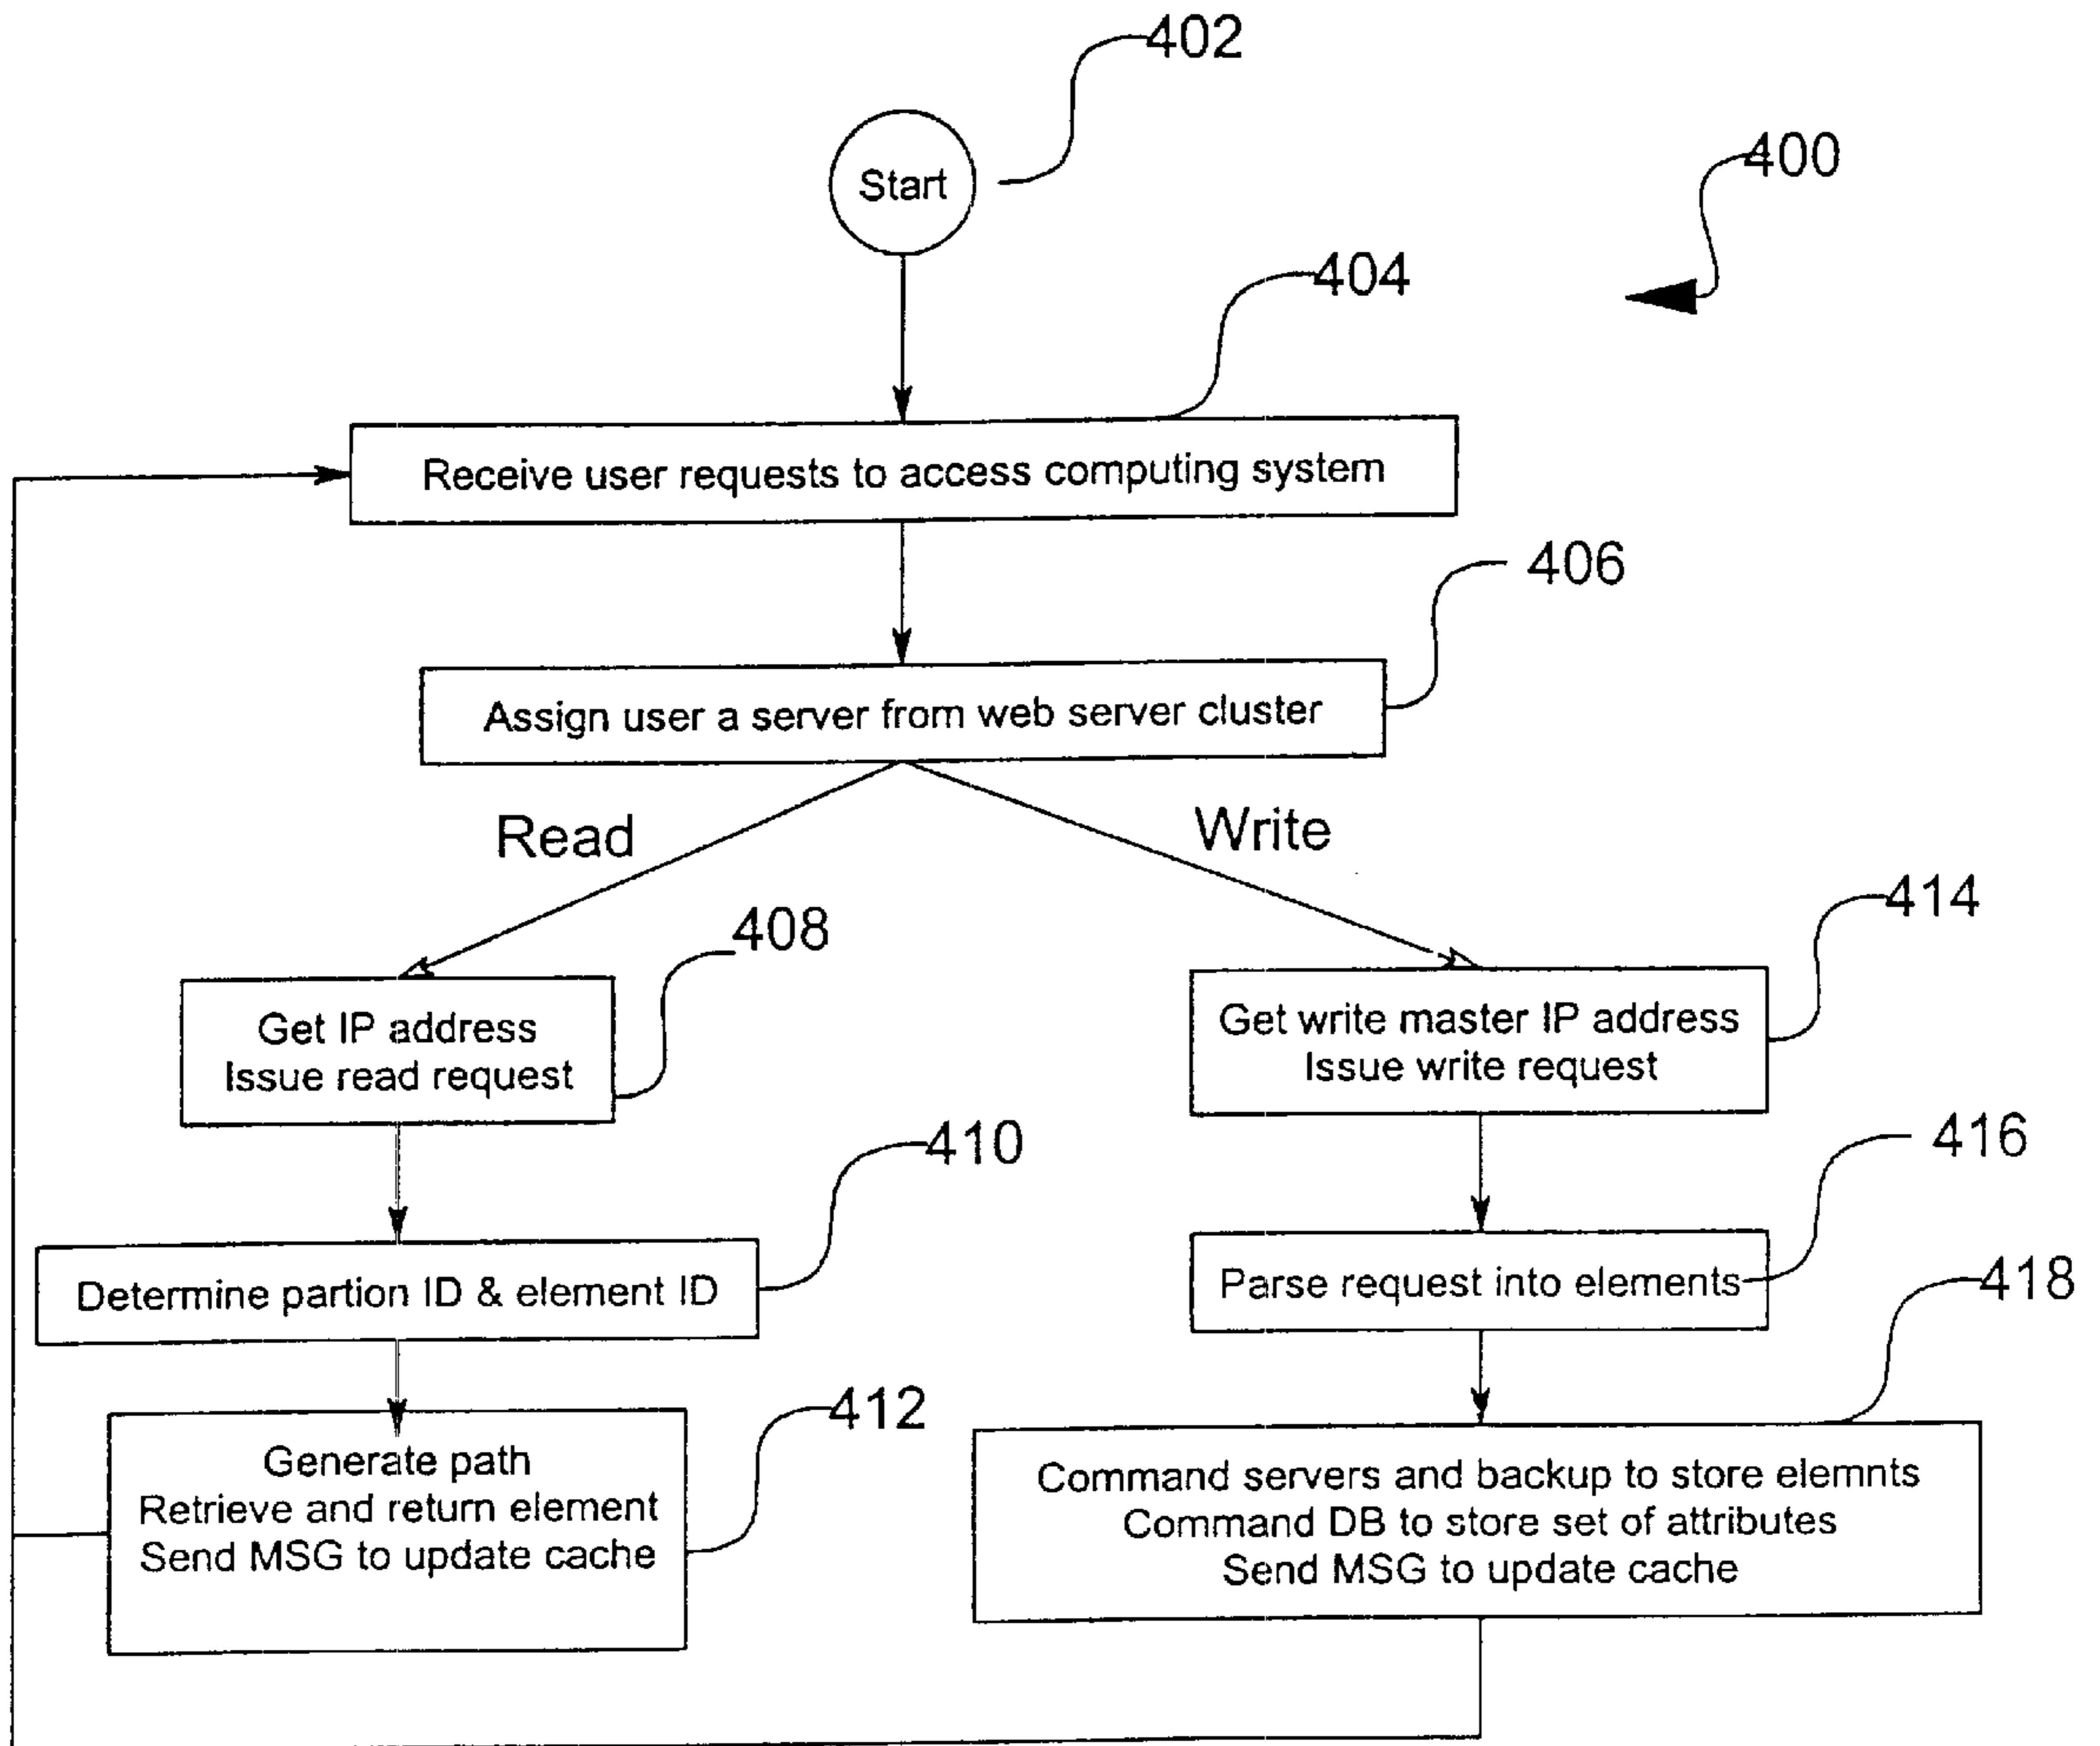 402
Start
400
404
Receive user requests to access computing system
406
Assign user a server from web server cluster
Read
Write
408
Get IP address
Issue read request
414
Get write master IP address
Issue write request
410
Determine partion ID & element ID
416
Parse request into elements
418
412
Generate path
Retrieve and return element
Send MSG to update cache
Command servers and backup to store elemnts
Command DB to store set of attributes
Send MSG to update cache